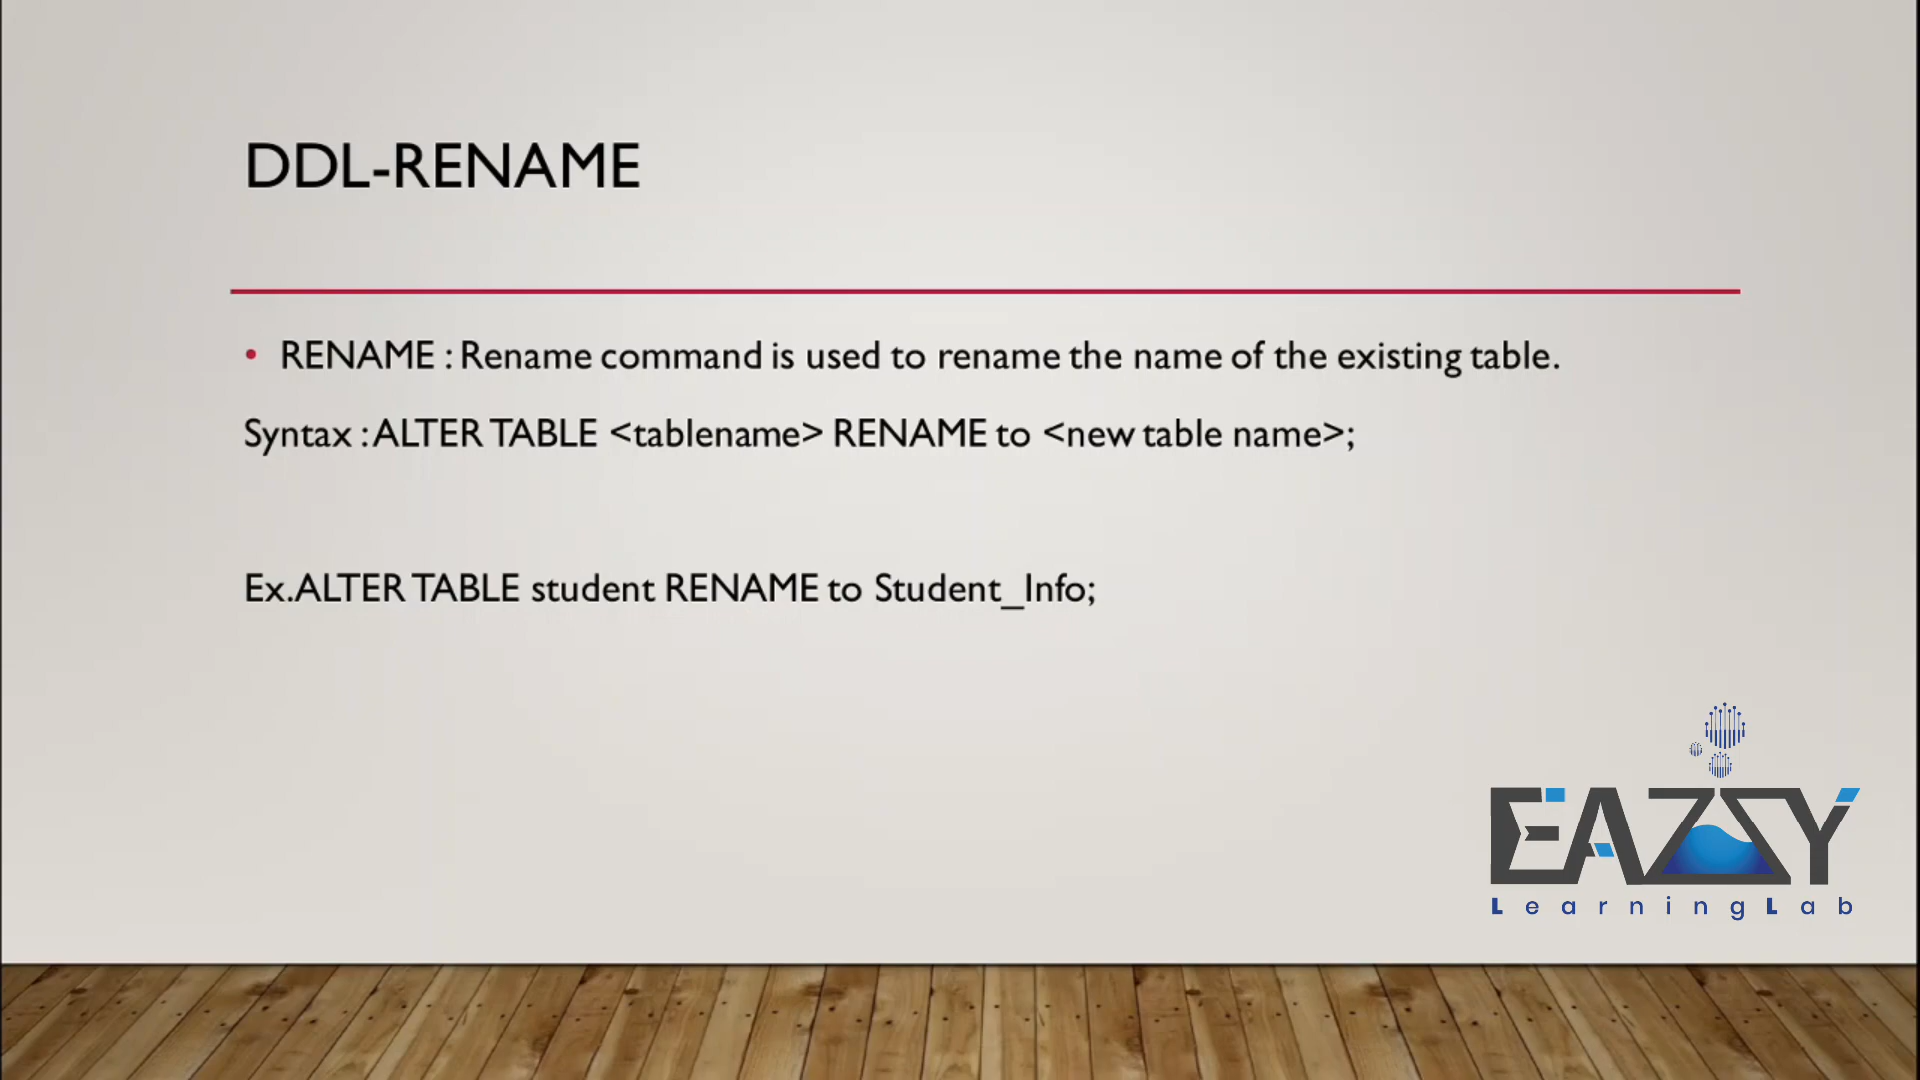 DDL-RENAME
• RENAME : Rename command is used to rename the name of the existing table.
Syntax : ALTER TABLE <tablename> RENAME to <new table name>;
Ex.ALTER TABLE student RENAME to Student_Info;
EAZZY
LearningLab